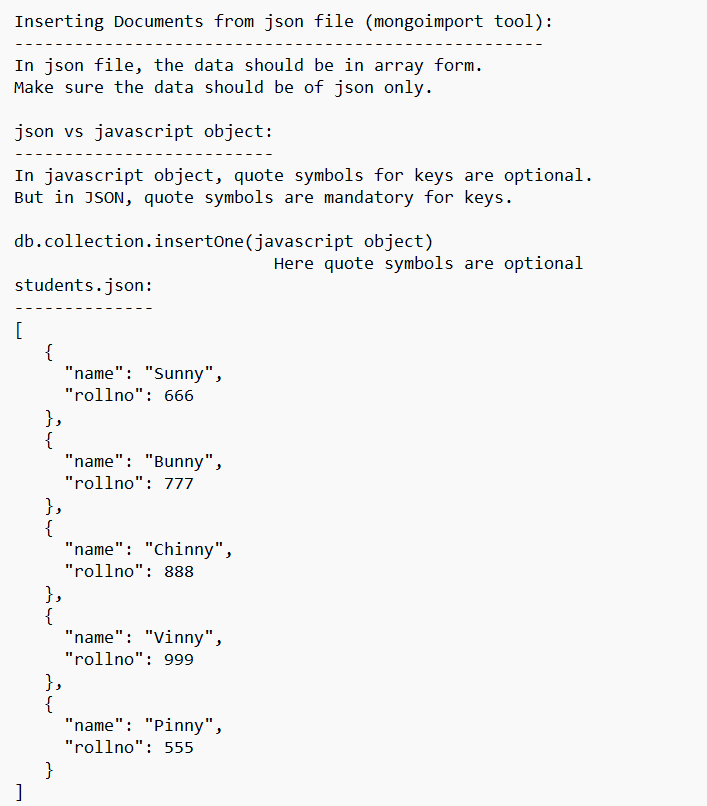 Inserting Documents from json file (mongoimport tool):
-----------------------------------------------------
In json file, the data should be in array form.
Make sure the data should be of json only.

json vs javascript object:
--------------------------
In javascript object, quote symbols for keys are optional.
But in JSON, quote symbols are mandatory for keys.

db.collection.insertOne(javascript object)
                          Here quote symbols are optional
students.json:
--------------
[
   {
     "name": "Sunny",
     "rollno": 666
   },
   {
     "name": "Bunny",
     "rollno": 777
   },
   {
     "name": "Chinny",
     "rollno": 888
   },
   {
     "name": "Vinny",
     "rollno": 999
   },
   {
     "name": "Pinny",
     "rollno": 555
   }
]